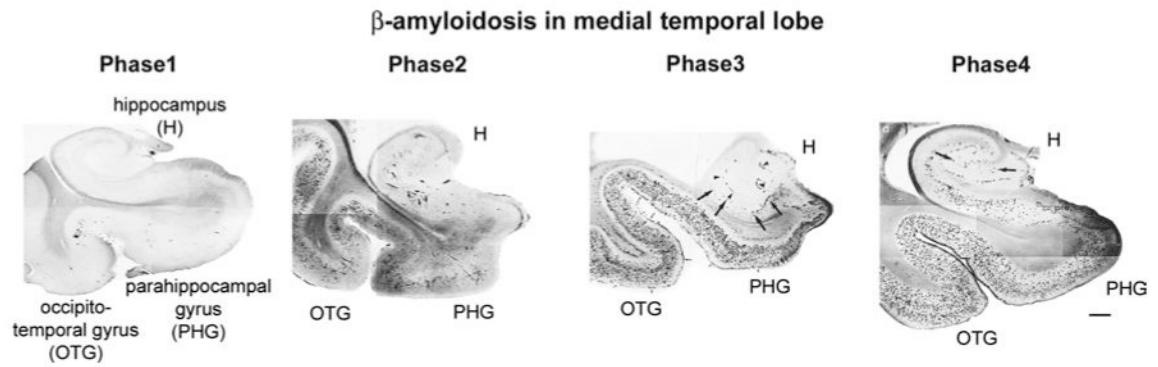 β-amyloidosis in medial temporal lobe
Phase1
Phase2
Phase3
Phase4
hippocampus
(H)
occipito-
temporal gyrus
(OTG)
parahippocampal
gyrus
(PHG)
H
OTG
PHG
H
OTG
PHG
H
OTG
PHG